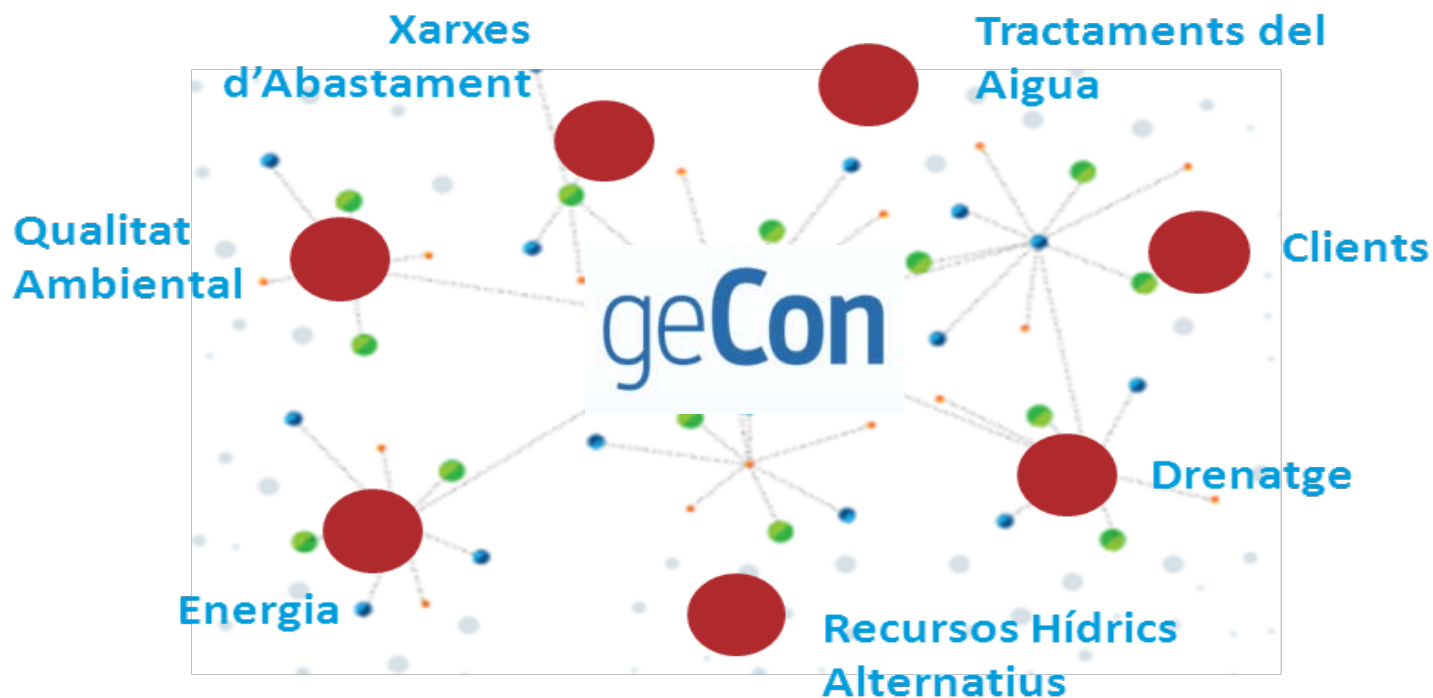 Xarxes
d’Abastament
Tractaments del
Aigua
Qualitat
Ambiental
Clients
geCon
Drenatge
Energia
Recursos Hídrics
Alternatius